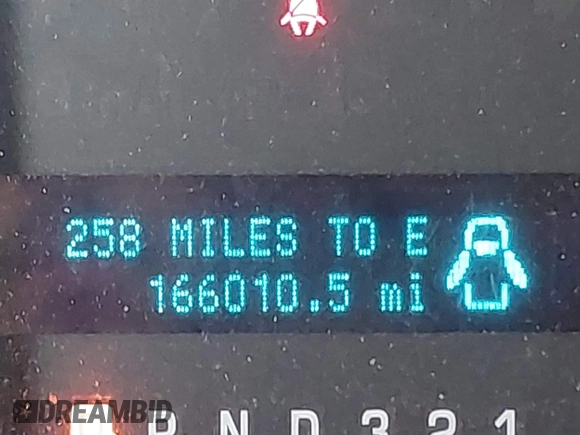 258 MILES TO E
166010.5 mi
R N D 3 2 1
DREAMBID